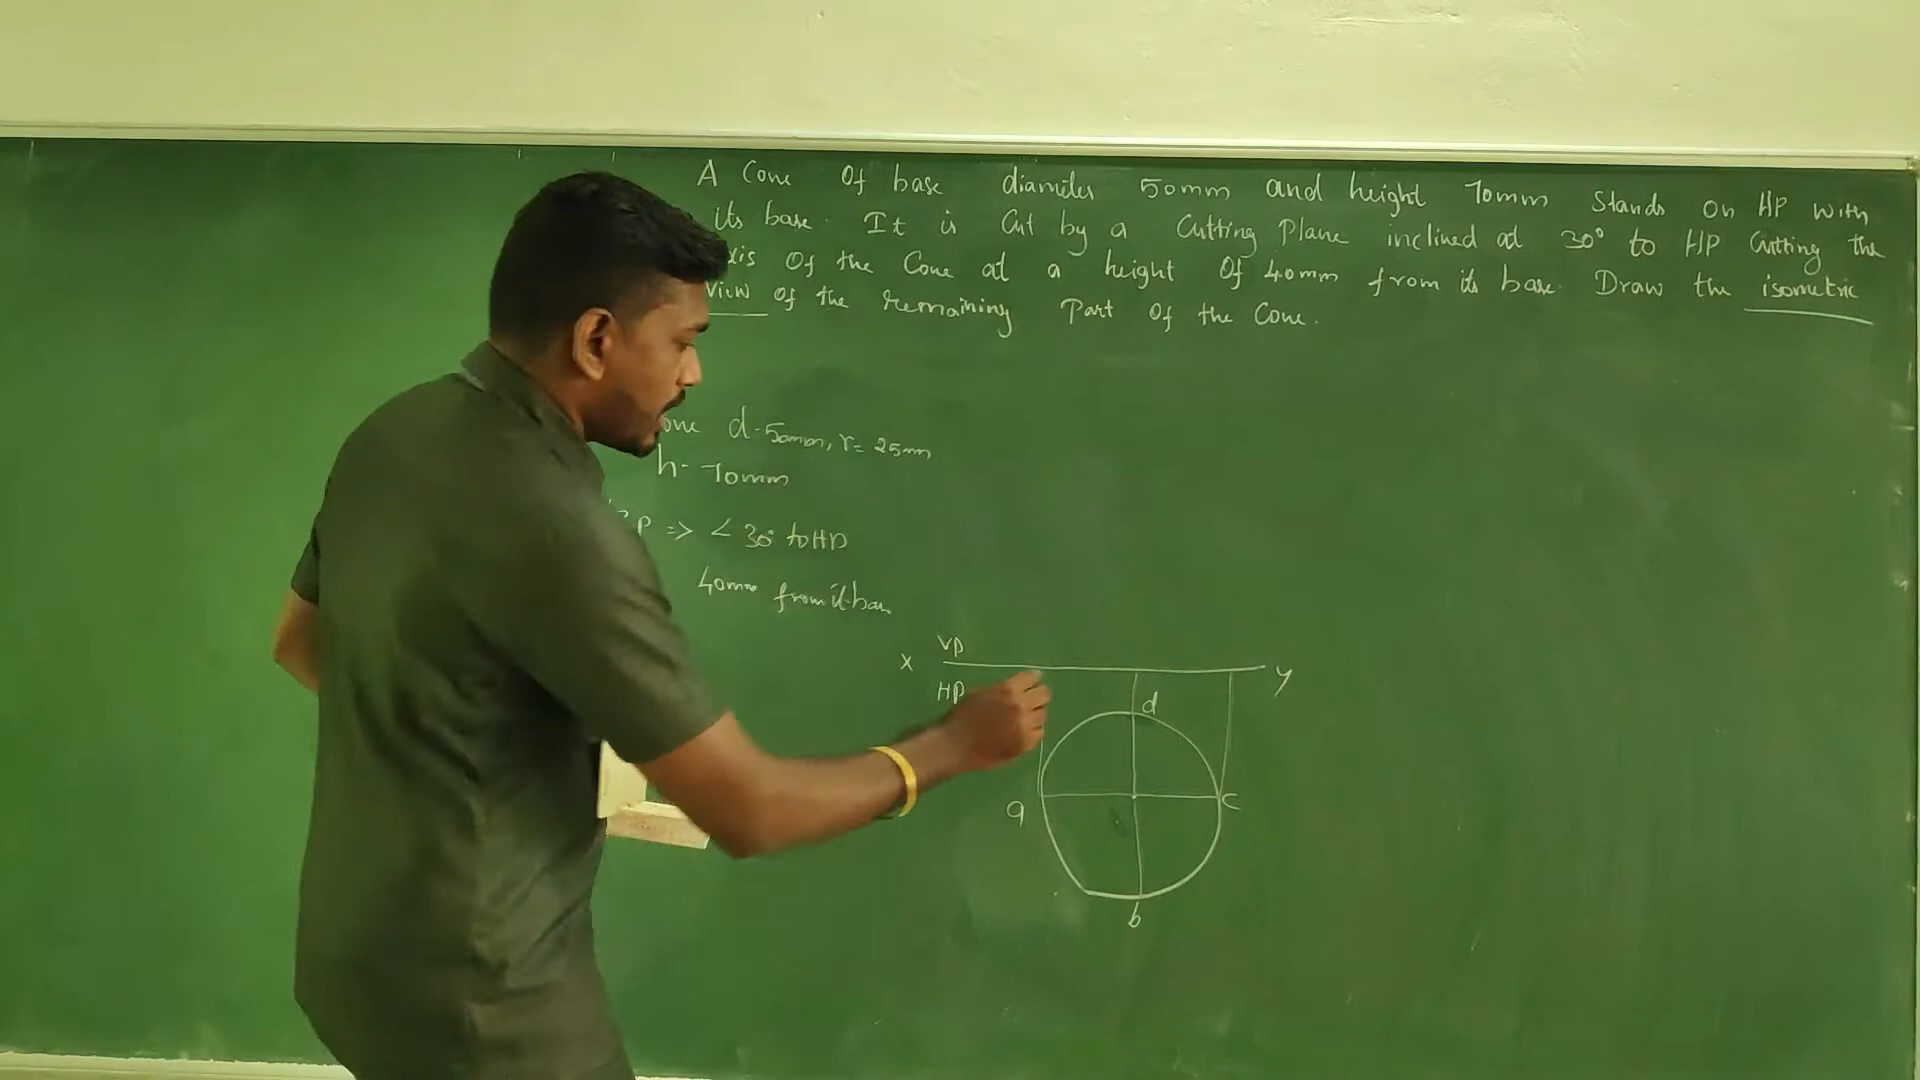 A Cone Of base diameter 50mm and height 70mm stands on HP with
its base. It is Cut by a Cutting Plane inclined at 30° to HP Cutting the
axis Of the Cone at a height Of 40mm from its base. Draw the isometric
View Of the remaining Part Of the Cone.
one d-50mm, r= 25mm
h- 70mm
P => ∠ 30° to HP
40mm from it base
VP
X
Y
HP
d
a
C
b